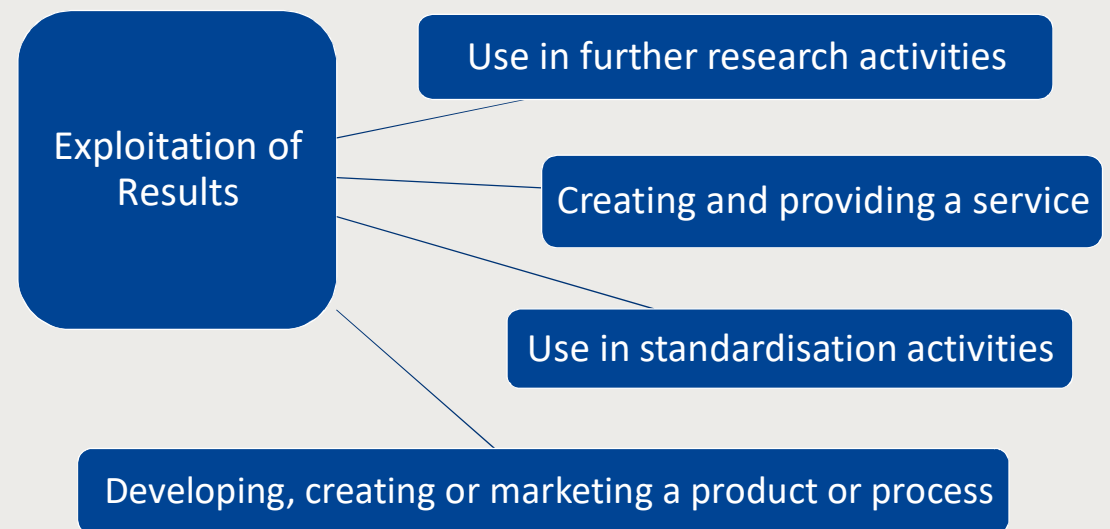 Exploitation of
Results
Use in further research activities
Creating and providing a service
Use in standardisation activities
Developing, creating or marketing a product or process